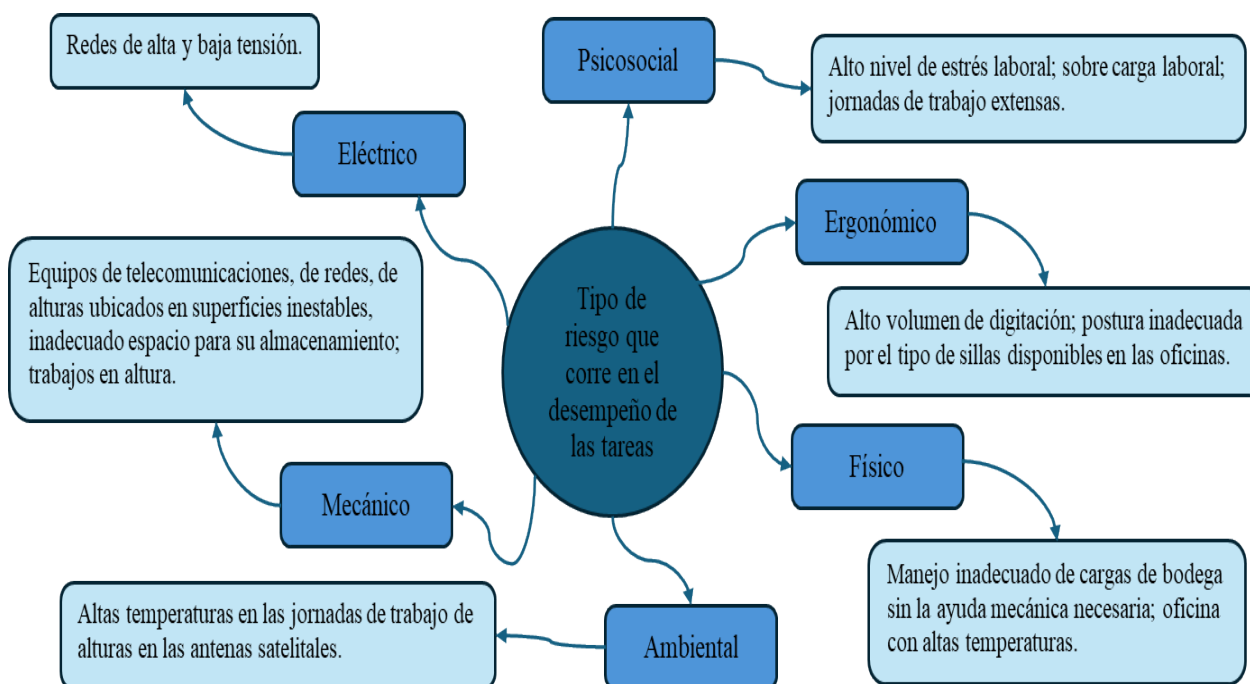 Tipo de
riesgo que
corre en el
desempeño de
las tareas
Psicosocial
Alto nivel de estrés laboral; sobre carga laboral;
jornadas de trabajo extensas.
Ergonómico
Alto volumen de digitación; postura inadecuada
por el tipo de sillas disponibles en las oficinas.
Físico
Manejo inadecuado de cargas de bodega
sin la ayuda mecánica necesaria; oficina
con altas temperaturas.
Ambiental
Altas temperaturas en las jornadas de trabajo de
alturas en las antenas satelitales.
Mecánico
Equipos de telecomunicaciones, de redes, de
alturas ubicados en superfícies inestables,
inadecuado espacio para su almacenamiento;
trabajos en altura.
Eléctrico
Redes de alta y baja tensión.